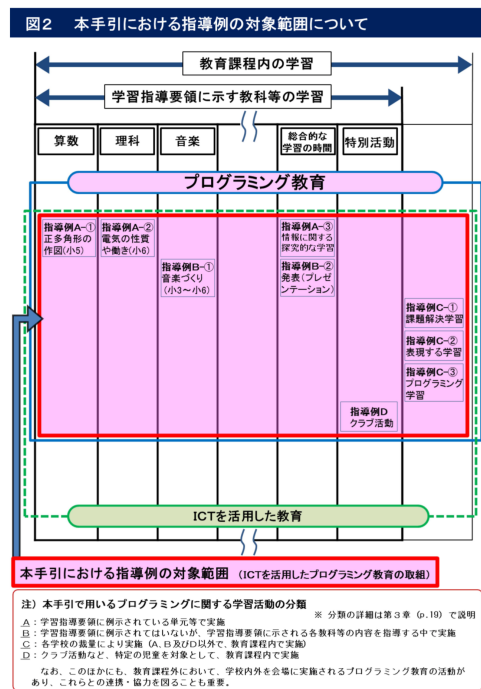 図2 本手引における指導例の対象範囲について
教育課程内の学習
学習指導要領に示す教科等の学習
算数
理科
音楽
総合的な
学習の時間
特別活動
プログラミング教育
指導例A-①
正多角形の
作図(小5)
指導例A-②
電気の性質
や働き(小6)
指導例B-①
音楽づくり
(小3～小6)
指導例A-③
情報に関する
探究的な学習
指導例B-②
発表(プレゼ
ンテーション)
指導例C-①
課題解決学習
指導例C-②
表現する学習
指導例C-③
プログラミング
学習
指導例D
クラブ活動
ICTを活用した教育
本手引における指導例の対象範囲 (ICTを活用したプログラミング教育の取組)
注）本手引で用いるプログラミングに関する学習活動の分類
※ 分類の詳細は第3章(p.19)で説明
A：学習指導要領に例示されている単元等で実施
B：学習指導要領に例示されてはいないが、学習指導要領に示される各教科等の内容を指導する中で実施
C：各学校の裁量により実施(A、B及びD以外で、教育課程内で実施)
D：クラブ活動など、特定の児童を対象として、教育課程内で実施
なお、このほかにも、教育課程外において、学校内外を会場に実施されるプログラミング教育の活動が
あり、これらとの連携・協力を図ることも重要。